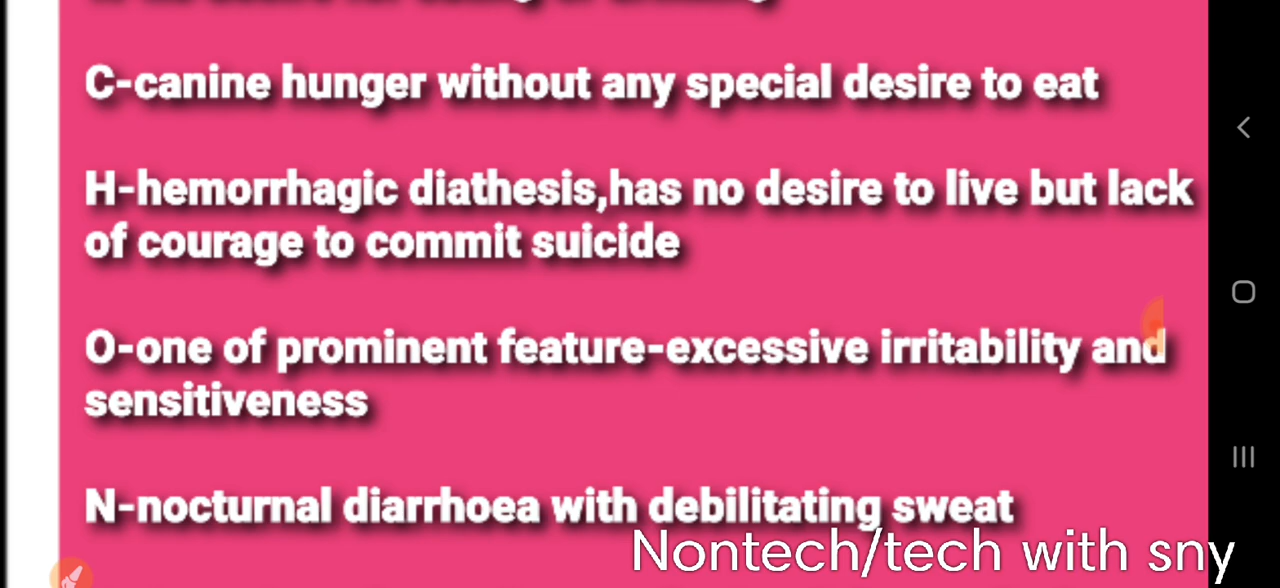 C-canine hunger without any special desire to eat
H-hemorrhagic diathesis,has no desire to live but lack
of courage to commit suicide
O-one of prominent feature-excessive irritability and
sensitiveness
N-nocturnal diarrhoea with debilitating sweat
Nontech/tech with sny